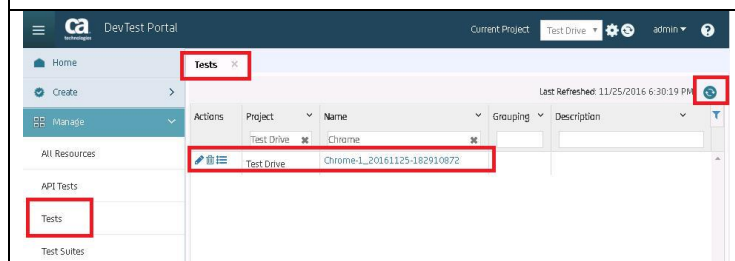 ca technologies DevTest Portal Current Project Test Drive admin
Home
Create
Manage
All Resources
API Tests
Tests
Test Suites
Tests
Last Refreshed: 11/25/2016 6:30:19 PM
Actions Project Name Grouping Description
Test Drive Chrome
Test Drive Chrome-1_20161125-182910872